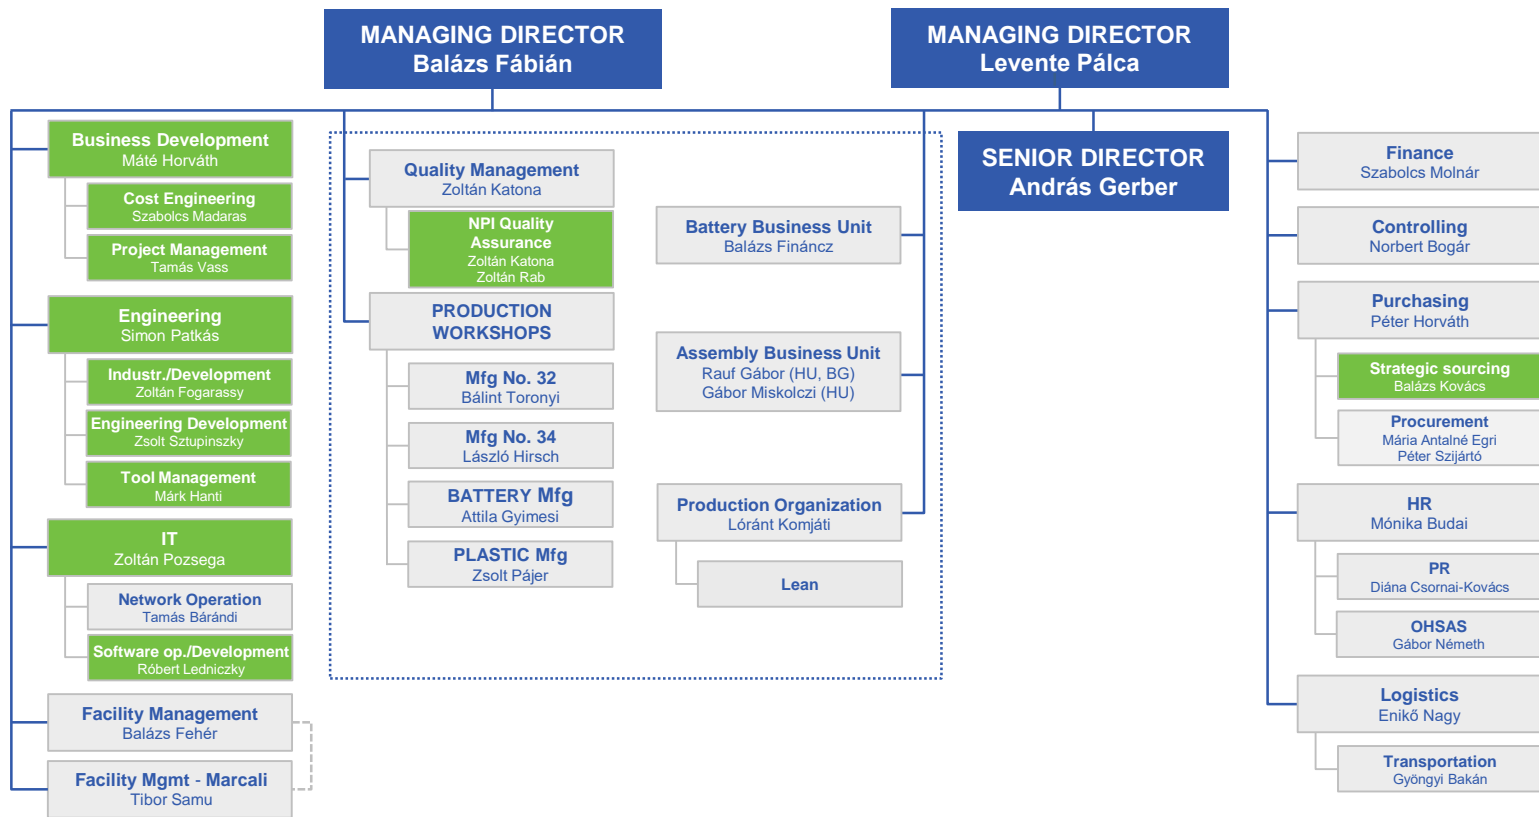 MANAGING DIRECTOR
Balázs Fábián
MANAGING DIRECTOR
Levente Pálca
SENIOR DIRECTOR
András Gerber
Business Development
Máté Horváth
Cost Engineering
Szabolcs Madaras
Project Management
Tamás Vass
Engineering
Simon Patkás
Industr./Development
Zoltán Fogarassy
Engineering Development
Zsolt Sztupinszky
Tool Management
Márk Hanti
IT
Zoltán Pozsega
Network Operation
Tamás Bárándi
Software op./Development
Róbert Ledniczky
Facility Management
Balázs Fehér
Facility Mgmt - Marcali
Tibor Samu
Quality Management
Zoltán Katona
NPI Quality
Assurance
Zoltán Katona
Zoltán Rab
PRODUCTION
WORKSHOPS
Mfg No. 32
Bálint Toronyi
Mfg No. 34
László Hirsch
BATTERY Mfg
Attila Gyimesi
PLASTIC Mfg
Zsolt Pájer
Battery Business Unit
Balázs Fináncz
Assembly Business Unit
Rauf Gábor (HU, BG)
Gábor Miskolczi (HU)
Production Organization
Lóránt Komjáti
Lean
Finance
Szabolcs Molnár
Controlling
Norbert Bogár
Purchasing
Péter Horváth
Strategic sourcing
Balázs Kovács
Procurement
Mária Antalné Egri
Péter Szijártó
HR
Mónika Budai
PR
Diána Csornai-Kovács
OHSAS
Gábor Németh
Logistics
Enikő Nagy
Transportation
Gyöngyi Bakán